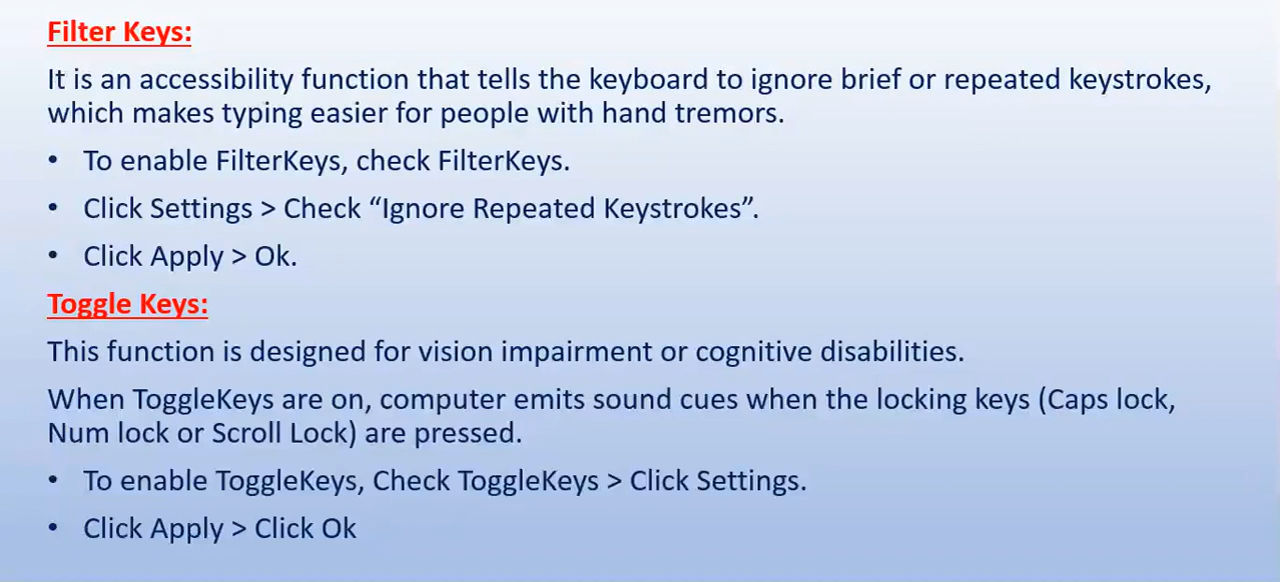 Filter Keys:
It is an accessibility function that tells the keyboard to ignore brief or repeated keystrokes,
which makes typing easier for people with hand tremors.
• To enable FilterKeys, check FilterKeys.
• Click Settings > Check “Ignore Repeated Keystrokes”.
• Click Apply > Ok.
Toggle Keys:
This function is designed for vision impairment or cognitive disabilities.
When ToggleKeys are on, computer emits sound cues when the locking keys (Caps lock,
Num lock or Scroll Lock) are pressed.
• To enable ToggleKeys, Check ToggleKeys > Click Settings.
• Click Apply > Click Ok